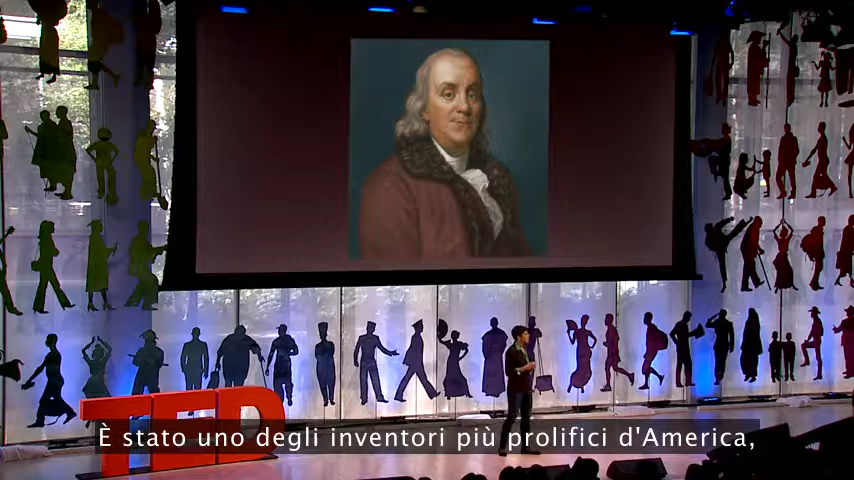 TED
È stato uno degli inventori più prolifici d'America,